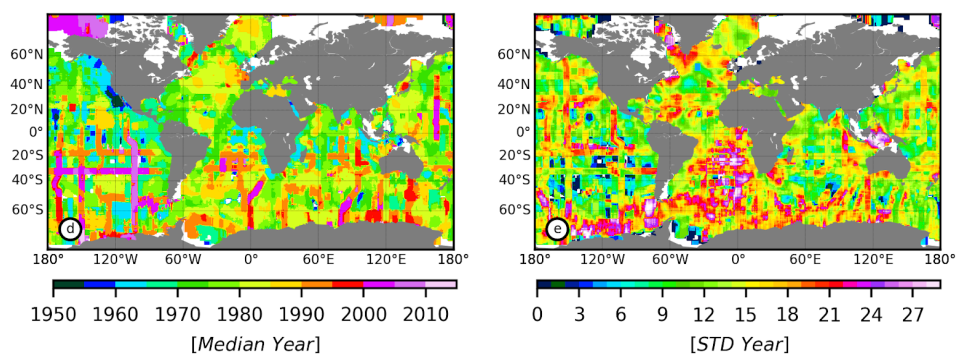 60°N
40°N
20°N
0°
20°S
40°S
60°S
d
180° 120°W 60°W 0° 60°E 120°E 180°
1950 1960 1970 1980 1990 2000 2010
[Median Year]
60°N
40°N
20°N
0°
20°S
40°S
60°S
e
180° 120°W 60°W 0° 60°E 120°E 180°
0 3 6 9 12 15 18 21 24 27
[STD Year]